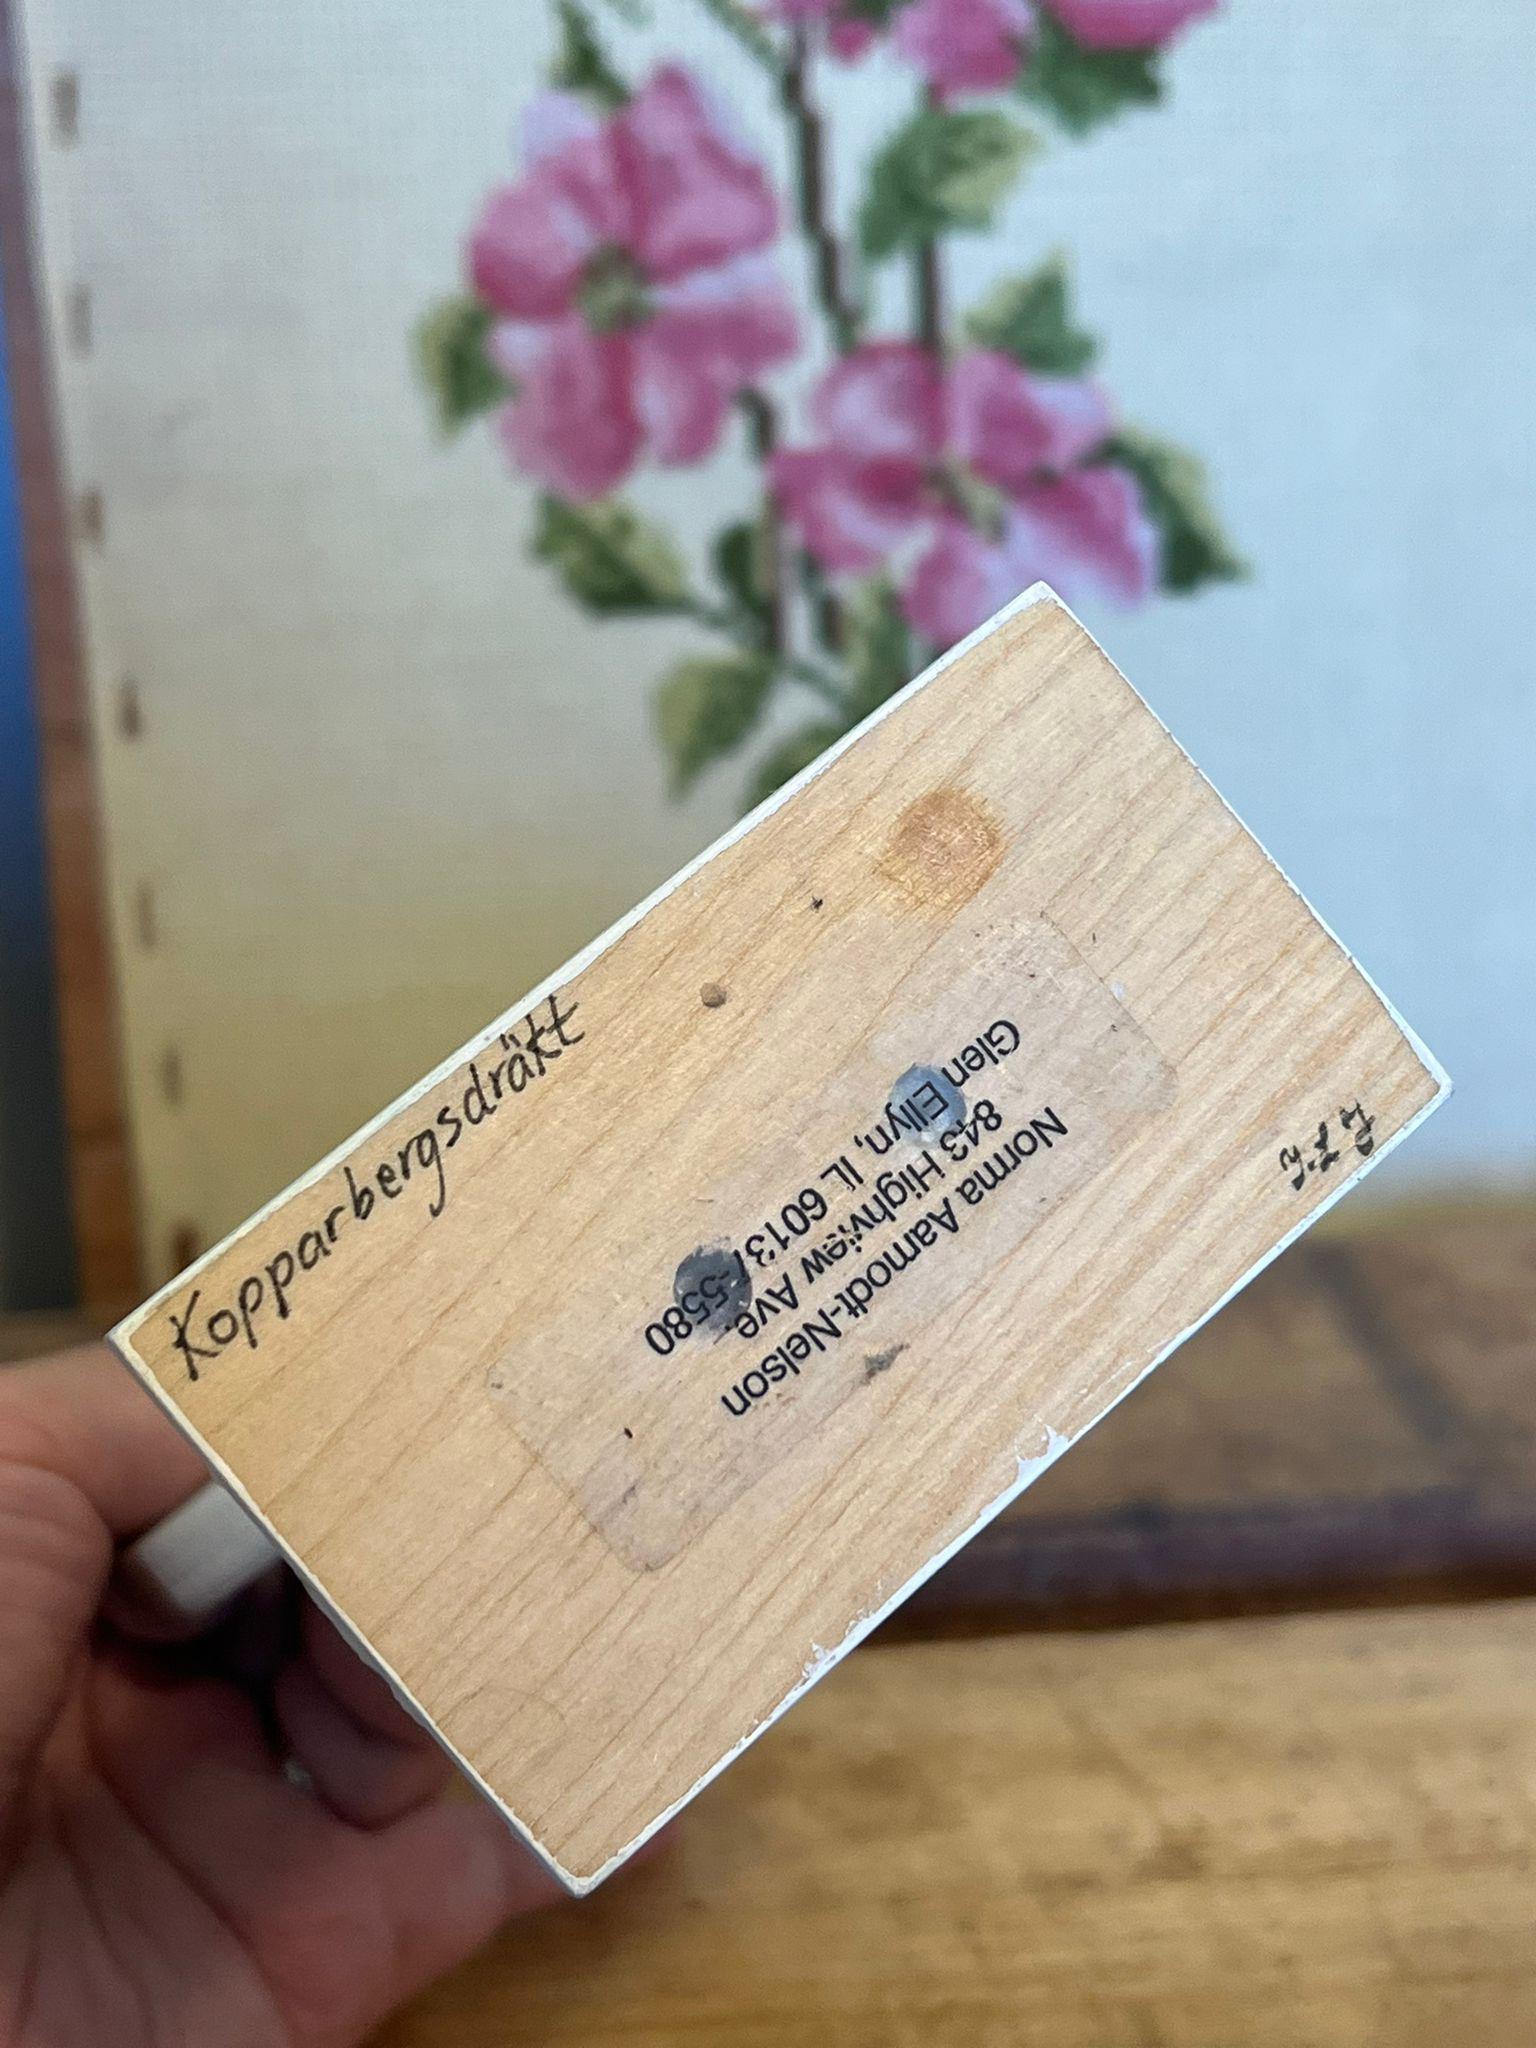 Kopparbergsdräkt
Norma Aamodt-Nelson
843 Highview Ave.
Glen Ellyn, IL 60137-5580